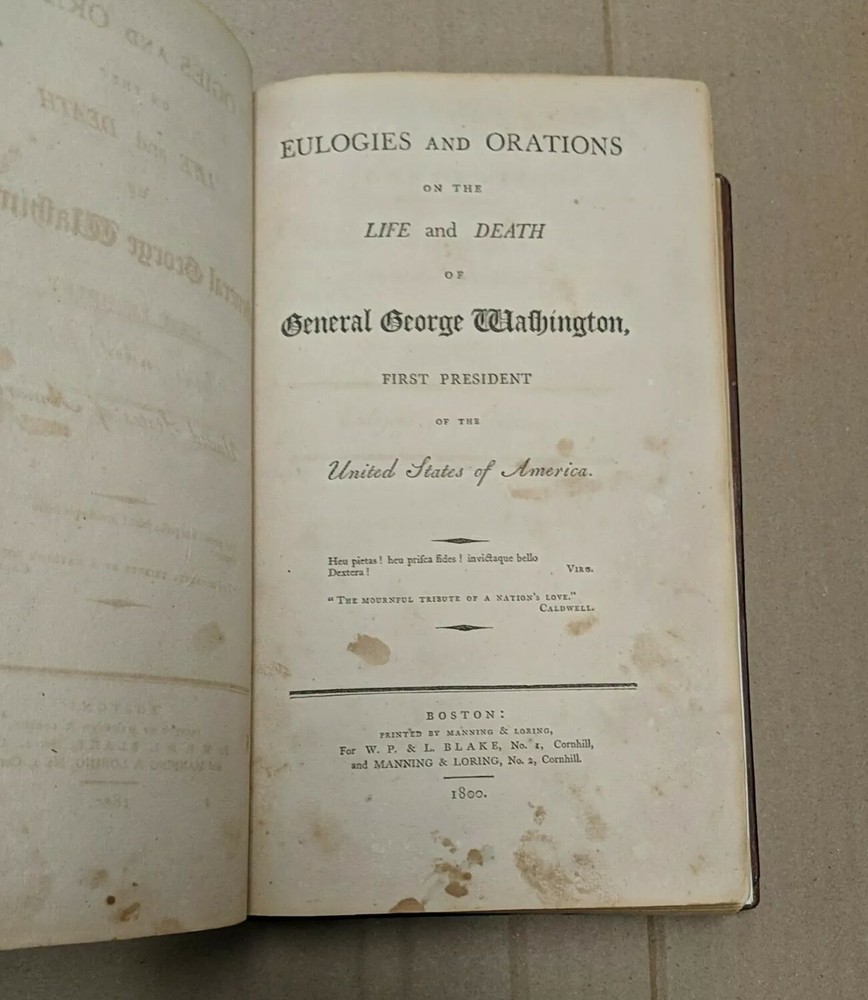 EULOGIES AND ORATIONS
ON THE
LIFE and DEATH
OF
General George Waſhington,
FIRST PRESIDENT
OF THE
United States of America.
Heu pietas! heu priſca fides! invictaque bello
Dextera! VIRG.
"THE MOURNFUL TRIBUTE OF A NATION'S LOVE."
CALDWELL.
BOSTON:
PRINTED BY MANNING & LORING,
For W. P. & L. BLAKE, No. 1, Cornhill,
and MANNING & LORING, No. 2, Cornhill.
1800.